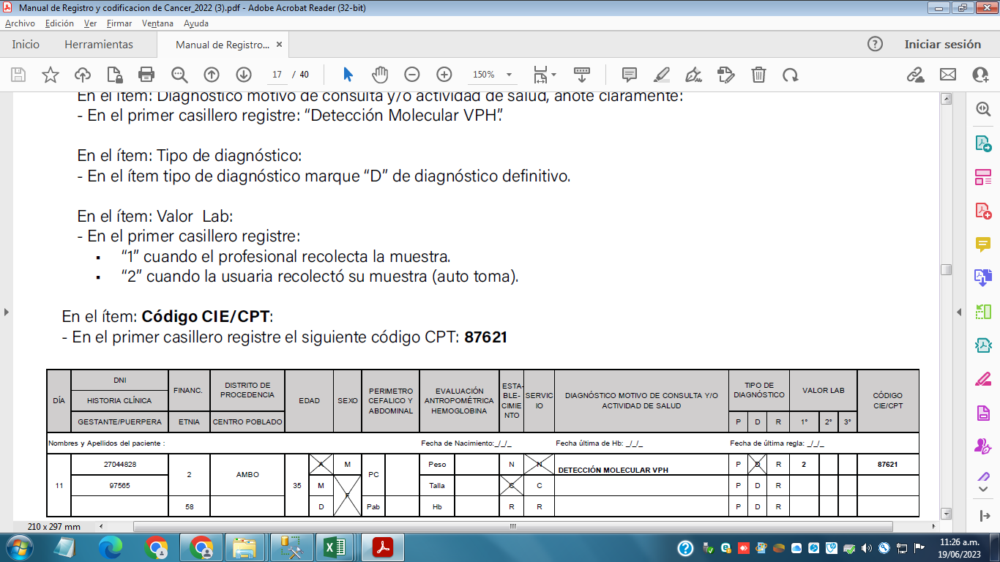 Manual de Registro y codificacion de Cancer_2022 (3).pdf - Adobe Acrobat Reader (32-bit)
Archivo Edición Ver Firmar Ventana Ayuda
Inicio Herramientas Manual de Registro... × Iniciar sesión
17 / 40 150%
En el ítem: Diagnóstico motivo de consulta y/o actividad de salud, anote claramente:
- En el primer casillero registre: “Detección Molecular VPH”.
En el ítem: Tipo de diagnóstico:
- En el ítem tipo de diagnóstico marque “D” de diagnóstico definitivo.
En el ítem: Valor Lab:
- En el primer casillero registre:
▪ “1” cuando el profesional recolecta la muestra.
▪ “2” cuando la usuaria recolectó su muestra (auto toma).
En el ítem: Código CIE/CPT:
- En el primer casillero registre el siguiente código CPT: 87621
DÍA
DNI
HISTORIA CLÍNICA
GESTANTE/PUERPERA
FINANC.
ETNIA
DISTRITO DE
PROCEDENCIA
CENTRO POBLADO
EDAD
SEXO
PERIMETRO
CEFALICO Y
ABDOMINAL
EVALUACIÓN
ANTROPOMÉTRICA
HEMOGLOBINA
ESTA-
BLE-
CIMIE
NTO
SERVIC
IO
DIAGNÓSTICO MOTIVO DE CONSULTA Y/O
ACTIVIDAD DE SALUD
TIPO DE
DIAGNÓSTICO
P D R
VALOR LAB
1° 2° 3°
CÓDIGO
CIE/CPT
Nombres y Apellidos del paciente : Fecha de Nacimiento:_/_/_ Fecha última de Hb: _/_/_ Fecha de última regla: _/_/_
11
27044828
97565
2
58
AMBO
35
A
M
D
M
F
PC
Pab
Peso
Talla
Hb
N
C
R
N
C
R
DETECCIÓN MOLECULAR VPH
P D R 2 87621
P D R
P D R
210 x 297 mm
11:26 a.m.
19/06/2023